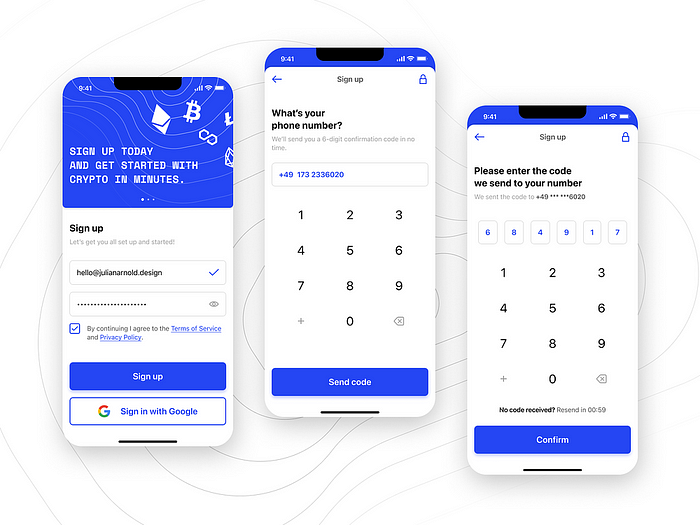 9:41
SIGN UP TODAY
AND GET STARTED WITH
CRYPTO IN MINUTES.
Sign up
Let's get you all set up and started!
hello@julianarnold.design
By continuing I agree to the Terms of Service
and Privacy Policy.
Sign up
Sign in with Google
9:41
Sign up
What's your
phone number?
We'll send you a 6-digit confirmation code in no
time.
+49 173 2336020
1 2 3
4 5 6
7 8 9
+ 0
Send code
9:41
Sign up
Please enter the code
we send to your number
We sent the code to +49 *** ***6020
6 8 4 9 1 7
1 2 3
4 5 6
7 8 9
+ 0
No code received? Resend in 00:59
Confirm